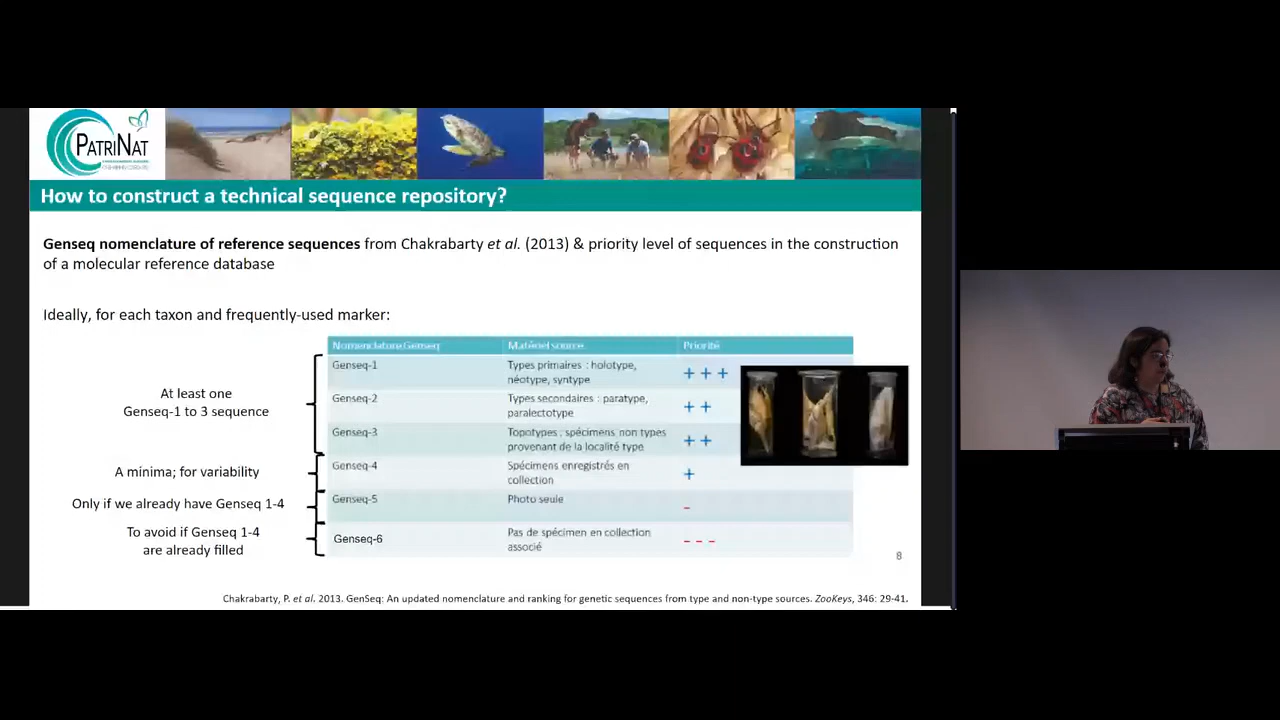 PATRINAT
How to construct a technical sequence repository?
Genseq nomenclature of reference sequences from Chakrabarty et al. (2013) & priority level of sequences in the construction
of a molecular reference database
Ideally, for each taxon and frequently-used marker:
Nomenclature Genseq Matériel source Priorité
At least one
Genseq-1 to 3 sequence
A minima; for variability
Only if we already have Genseq 1-4
To avoid if Genseq 1-4
are already filled
Genseq-1 Types primaires : holotype,
néotype, syntype +++
Genseq-2 Types secondaires : paratype,
paralectotype ++
Genseq-3 Topotypes : spécimens non types
provenant de la localité type ++
Genseq-4 Spécimens enregistrés en
collection +
Genseq-5 Photo seule -
Genseq-6 Pas de spécimen en collection
associé ---
8
Chakrabarty, P. et al. 2013. GenSeq: An updated nomenclature and ranking for genetic sequences from type and non-type sources. ZooKeys, 346: 29-41.